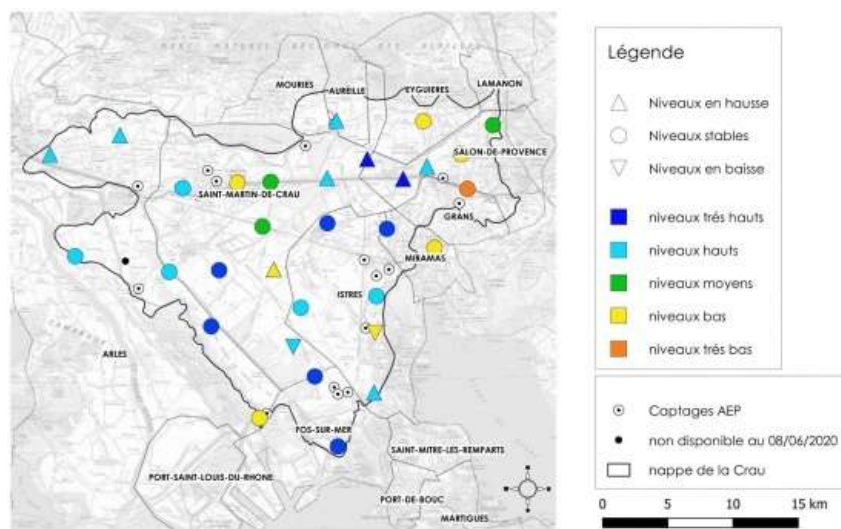 MOURIES
AUREILLE
EYGUIERES
LAMANON
SALON-DE-PROVENCE
SAINT-MARTIN-DE-CRAU
GRANS
MIRAMAS
ISTRES
ARLES
CAMARGUE
FOS-SUR-MER
SAINT-MITRE-LES-REMPARTS
PORT-SAINT-LOUIS-DU-RHONE
PORT-DE-BOUC
MARTIGUES
Légende
Niveaux en hausse
Niveaux stables
Niveaux en baisse
niveaux trés hauts
niveaux hauts
niveaux moyens
niveaux bas
niveaux trés bas
Captages AEP
non disponible au 08/06/2020
nappe de la Crau
0 5 10 15 km